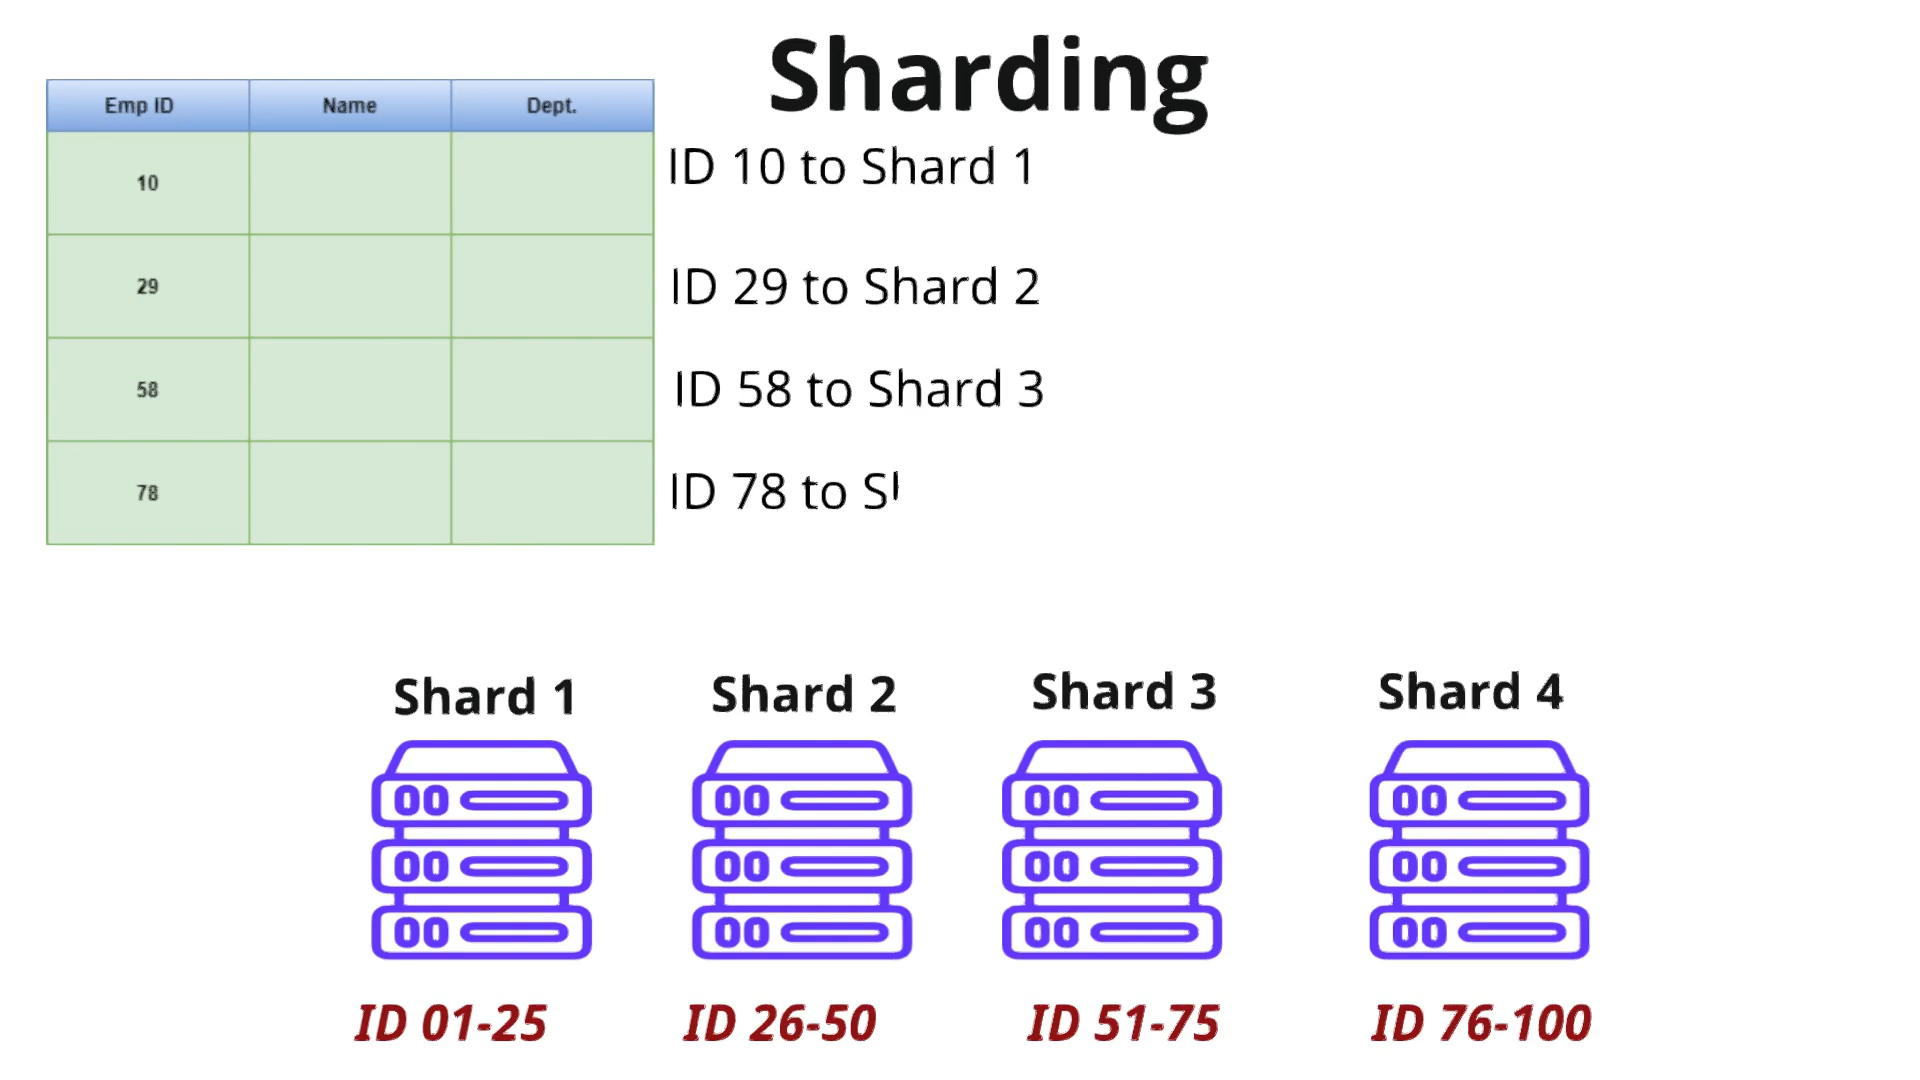 Sharding
Emp ID Name Dept.
10
29
58
78
ID 10 to Shard 1
ID 29 to Shard 2
ID 58 to Shard 3
ID 78 to
Shard 1 Shard 2 Shard 3 Shard 4
ID 01-25 ID 26-50 ID 51-75 ID 76-100